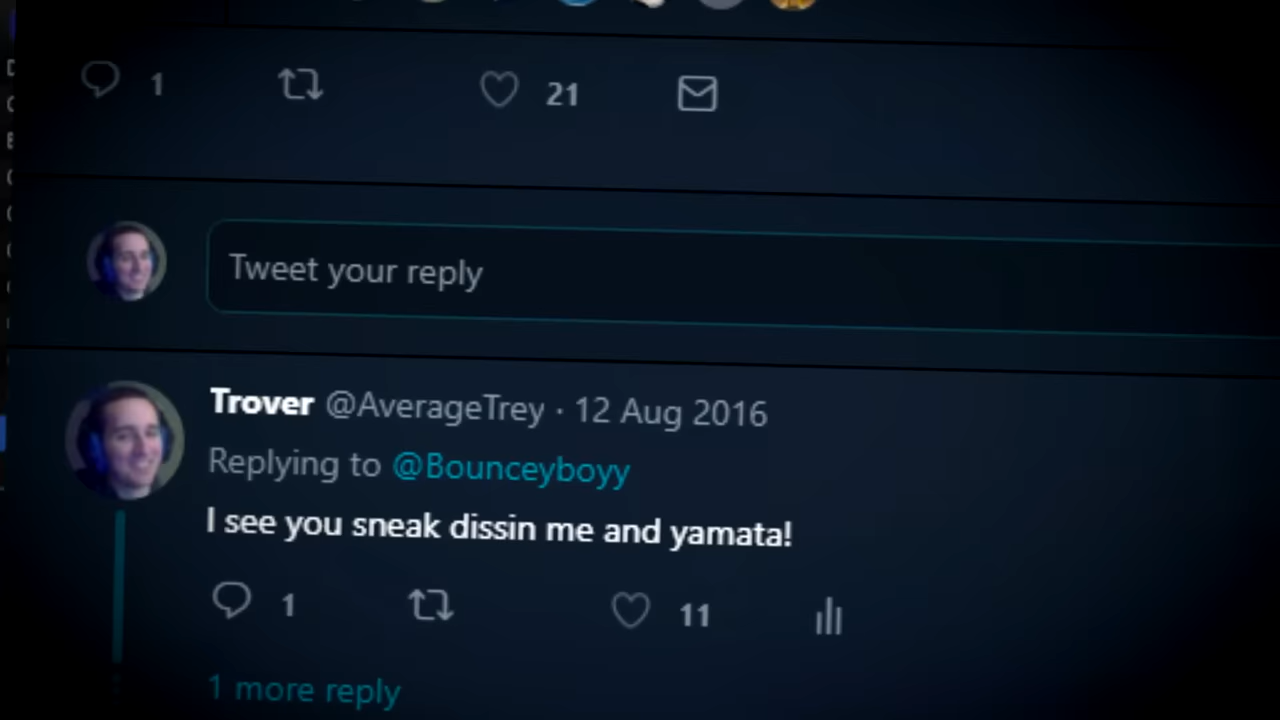 1 21
Tweet your reply
Trover @AverageTrey · 12 Aug 2016
Replying to @Bounceyboyy
I see you sneak dissin me and yamata!
1 11
1 more reply